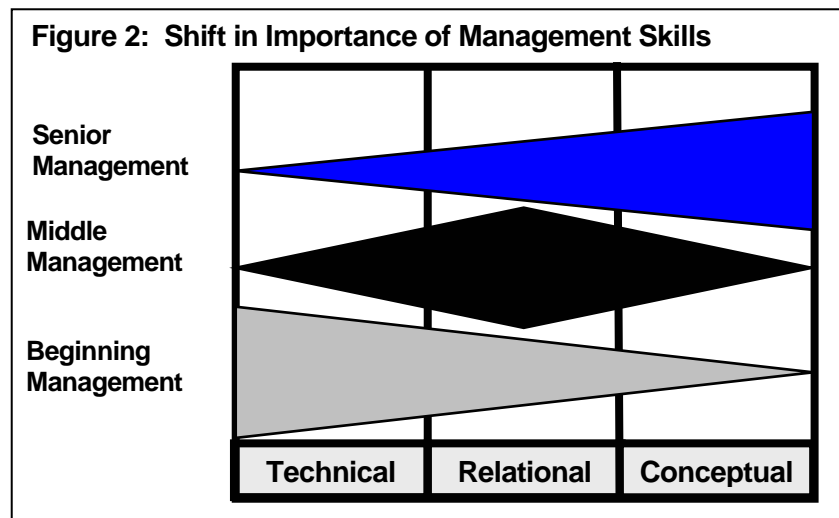 Figure 2:  Shift in Importance of Management Skills
Senior
Management
Middle
Management
Beginning
Management
Technical
Relational
Conceptual